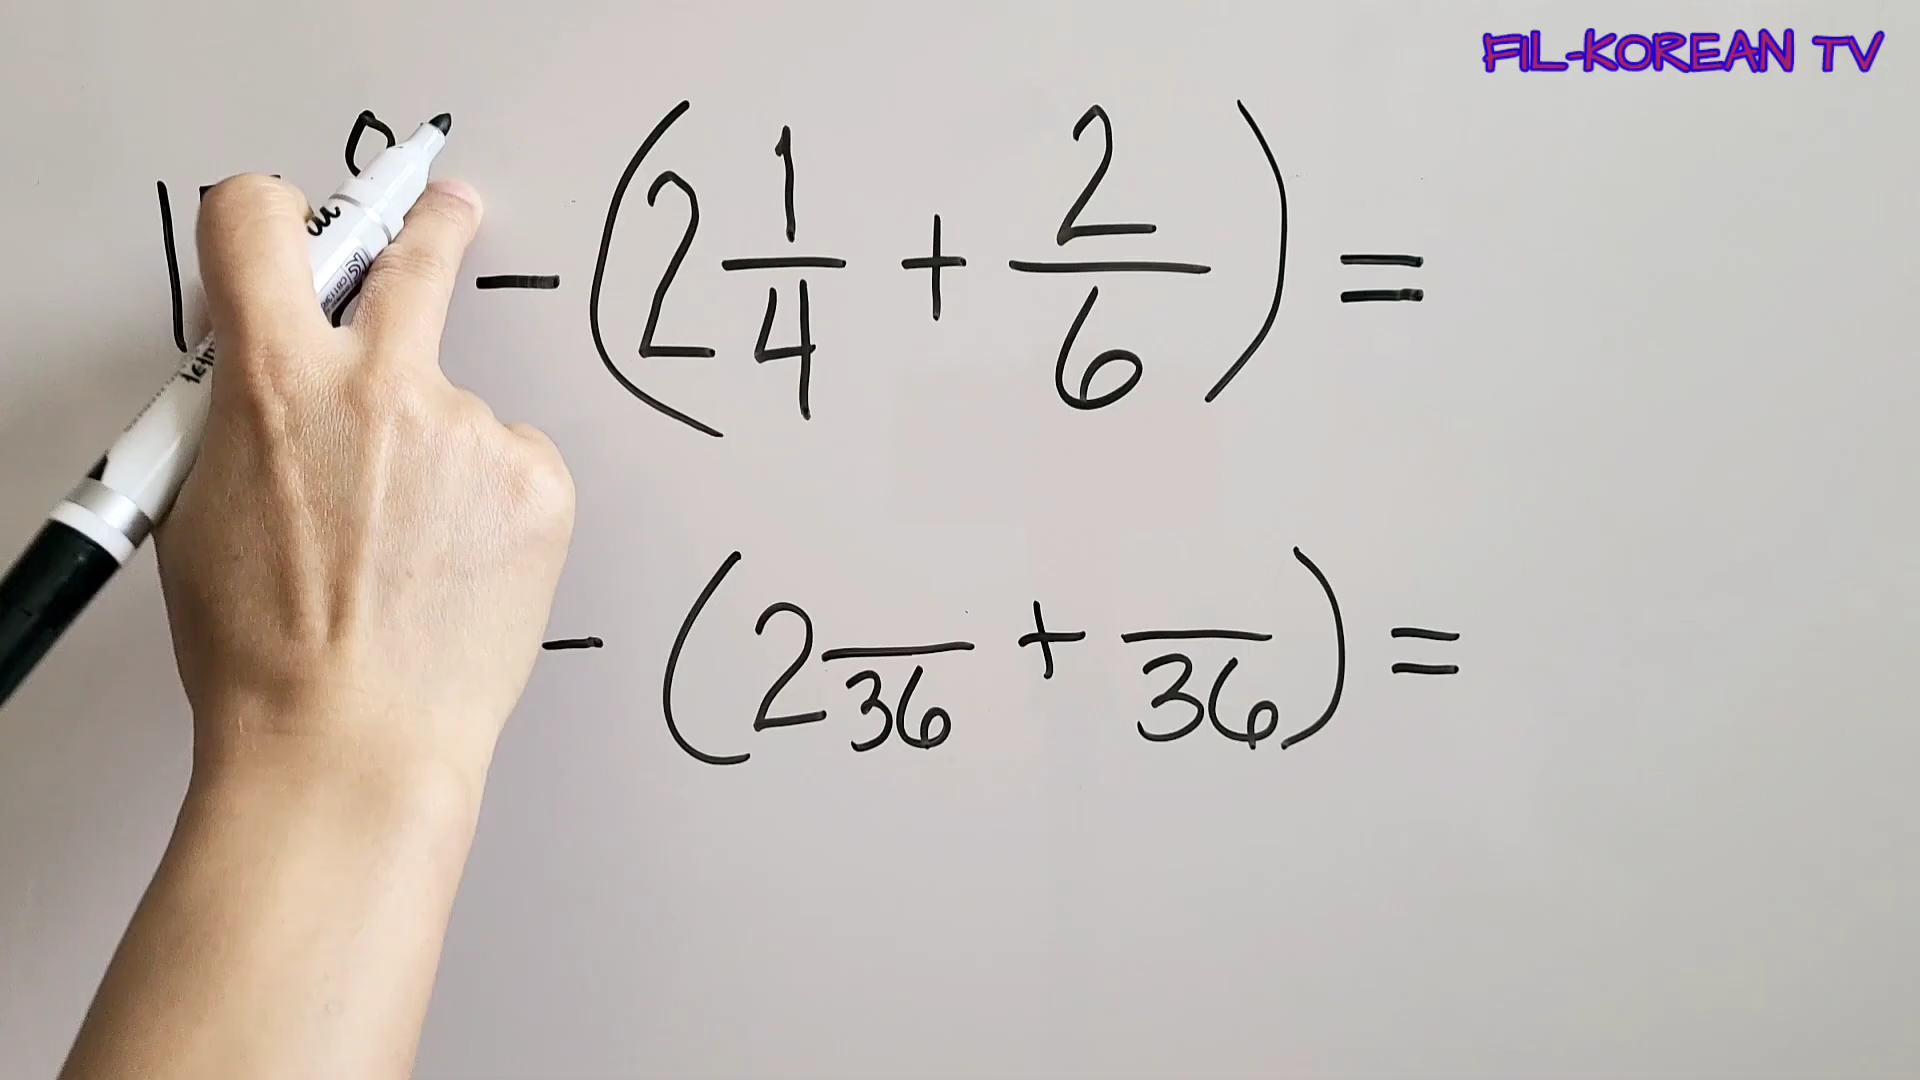 FIL-KOREAN TV
- (2 1/4 + 2/6) =
- (2 /36 + /36) =